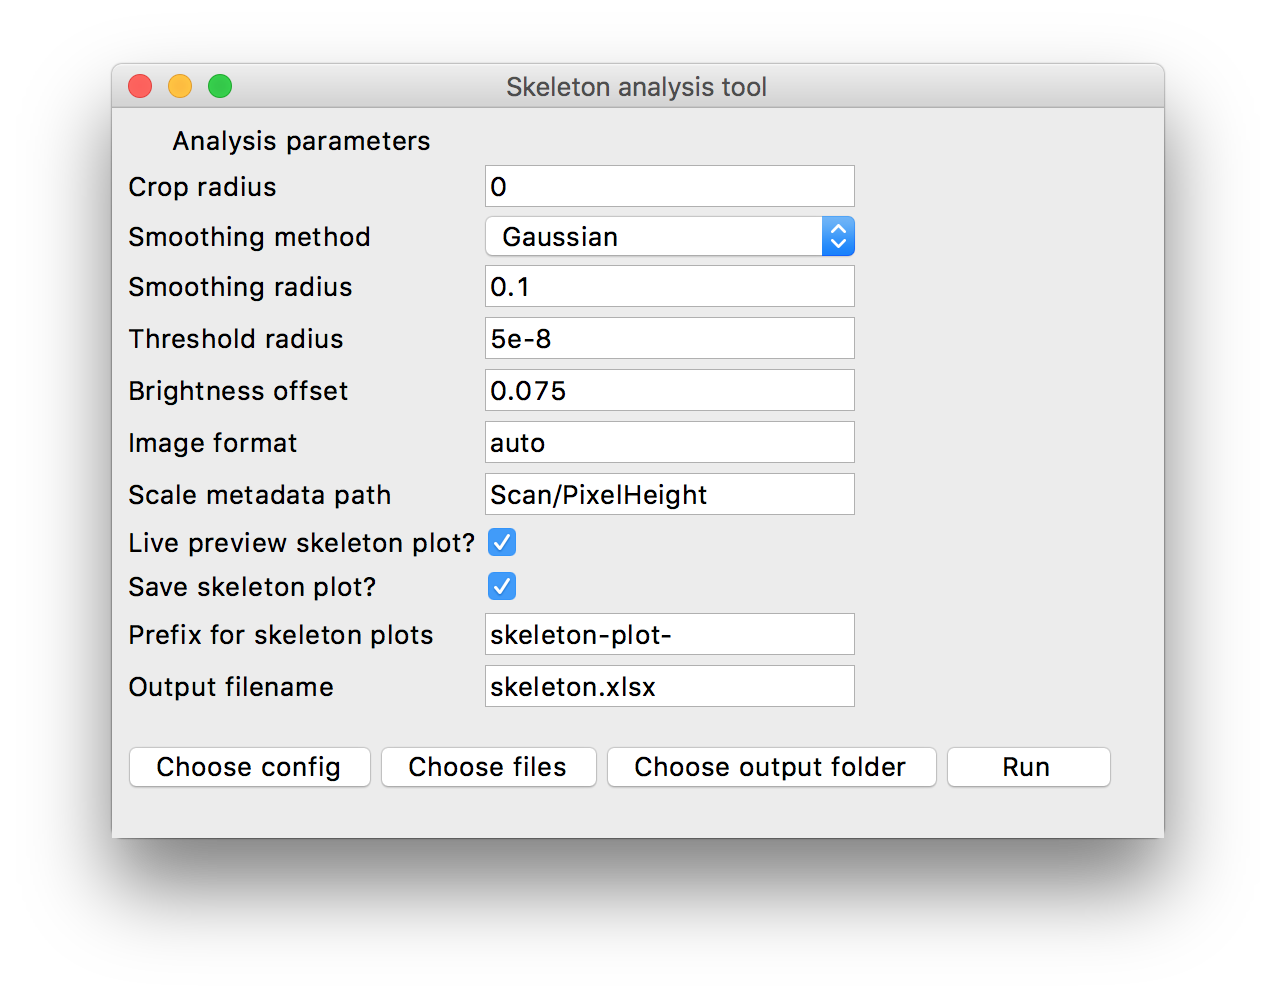 Skeleton analysis tool
Analysis parameters
Crop radius 0
Smoothing method Gaussian
Smoothing radius 0.1
Threshold radius 5e-8
Brightness offset 0.075
Image format auto
Scale metadata path Scan/PixelHeight
Live preview skeleton plot?
Save skeleton plot?
Prefix for skeleton plots skeleton-plot-
Output filename skeleton.xlsx
Choose config Choose files Choose output folder Run